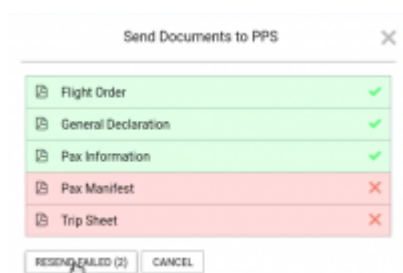 Send Documents to PPS
Flight Order
General Declaration
Pax Information
Pax Manifest
Trip Sheet
RESEND FAILED (2) CANCEL